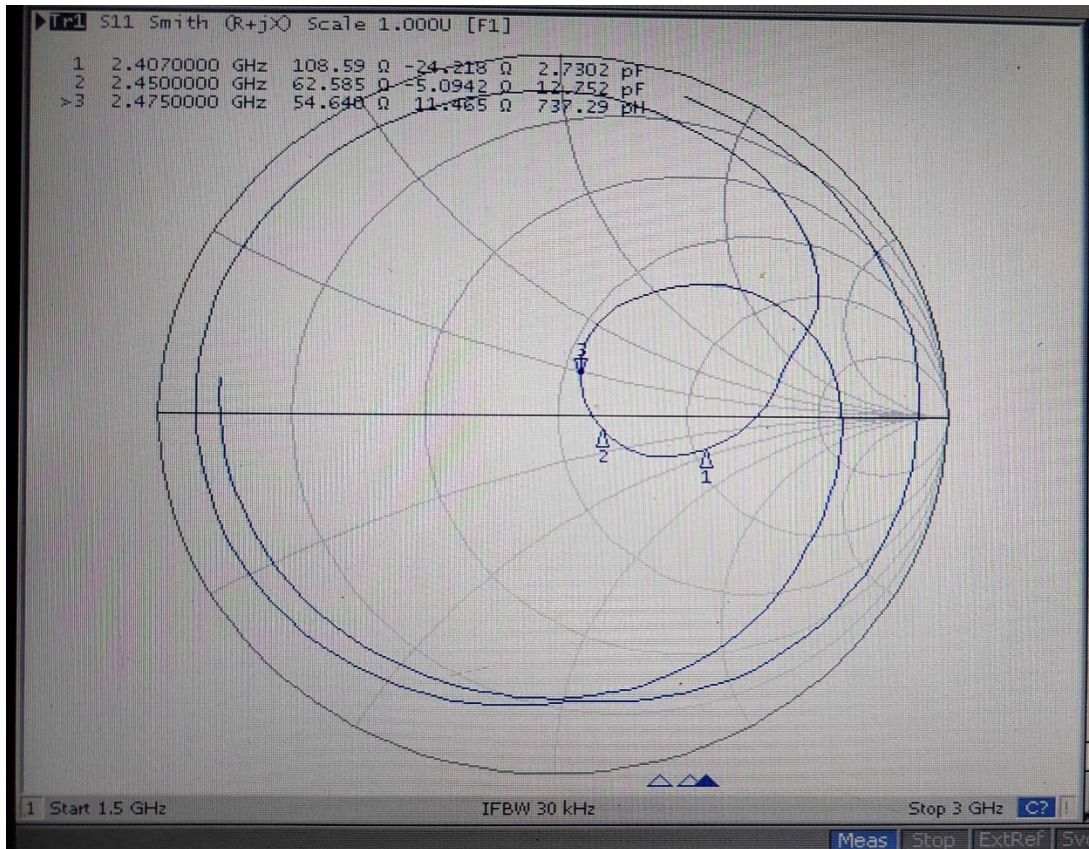 Tr1 S11 Smith (R+jX) Scale 1.000U [F1]
1 2.4070000 GHz 108.59 Ω -24.218 Ω 2.7302 pF
2 2.4500000 GHz 62.585 Ω -5.0942 Ω 12.752 pF
>3 2.4750000 GHz 54.640 Ω 11.465 Ω 737.29 pH
3
2
1
1 Start 1.5 GHz IFBW 30 kHz Stop 3 GHz C? !
Meas Stop ExtRef Sv